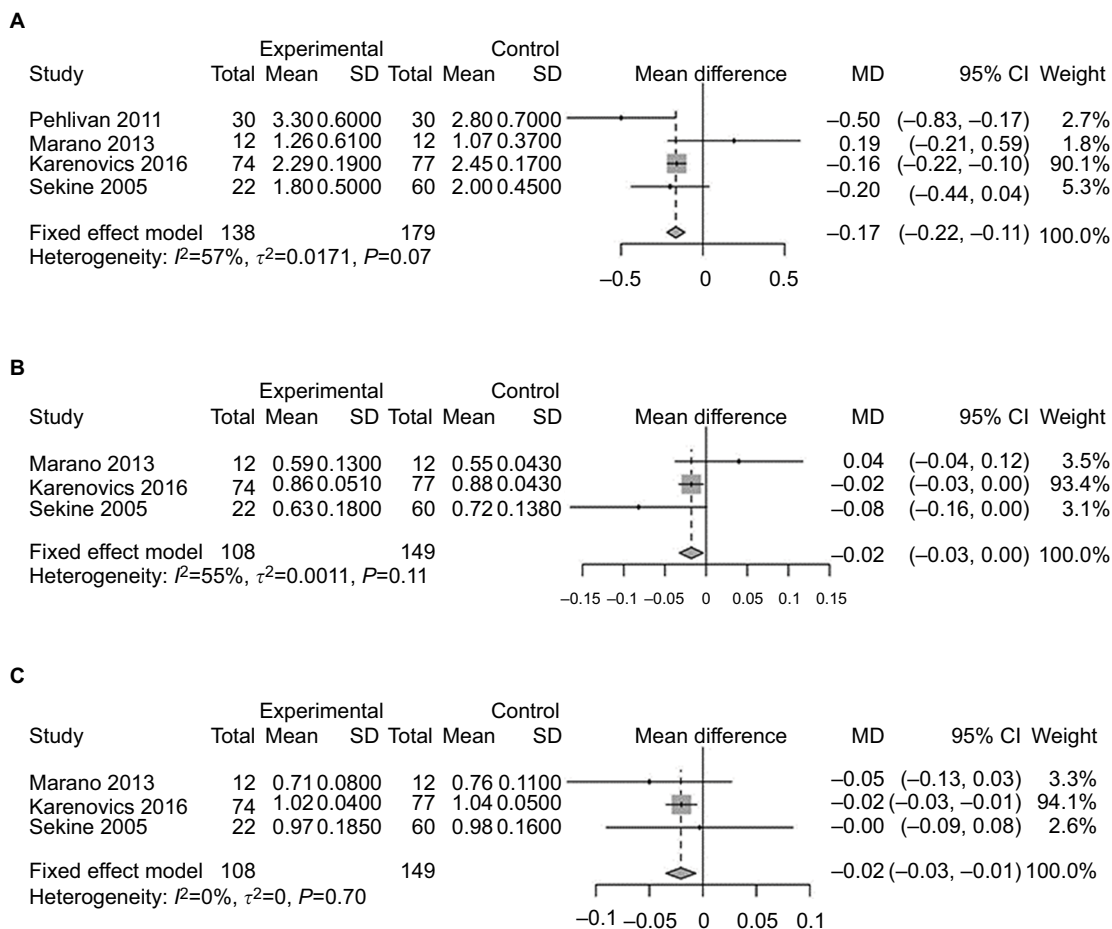 A
Experimental Control
Study Total Mean SD Total Mean SD Mean difference MD 95% CI Weight
Pehlivan 2011 30 3.30 0.6000 30 2.80 0.7000 –0.50 (–0.83, –0.17) 2.7%
Marano 2013 12 1.26 0.6100 12 1.07 0.3700 0.19 (–0.21, 0.59) 1.8%
Karenovics 2016 74 2.29 0.1900 77 2.45 0.1700 –0.16 (–0.22, –0.10) 90.1%
Sekine 2005 22 1.80 0.5000 60 2.00 0.4500 –0.20 (–0.44, 0.04) 5.3%
Fixed effect model 138 179 –0.17 (–0.22, –0.11) 100.0%
Heterogeneity: I²=57%, τ²=0.0171, P=0.07
–0.5 0 0.5
B
Experimental Control
Study Total Mean SD Total Mean SD Mean difference MD 95% CI Weight
Marano 2013 12 0.59 0.1300 12 0.55 0.0430 0.04 (–0.04, 0.12) 3.5%
Karenovics 2016 74 0.86 0.0510 77 0.88 0.0430 –0.02 (–0.03, 0.00) 93.4%
Sekine 2005 22 0.63 0.1800 60 0.72 0.1380 –0.08 (–0.16, 0.00) 3.1%
Fixed effect model 108 149 –0.02 (–0.03, 0.00) 100.0%
Heterogeneity: I²=55%, τ²=0.0011, P=0.11
–0.15 –0.1 –0.05 0 0.05 0.1 0.15
C
Experimental Control
Study Total Mean SD Total Mean SD Mean difference MD 95% CI Weight
Marano 2013 12 0.71 0.0800 12 0.76 0.1100 –0.05 (–0.13, 0.03) 3.3%
Karenovics 2016 74 1.02 0.0400 77 1.04 0.0500 –0.02 (–0.03, –0.01) 94.1%
Sekine 2005 22 0.97 0.1850 60 0.98 0.1600 –0.00 (–0.09, 0.08) 2.6%
Fixed effect model 108 149 –0.02 (–0.03, –0.01) 100.0%
Heterogeneity: I²=0%, τ²=0, P=0.70
–0.1 –0.05 0 0.05 0.1